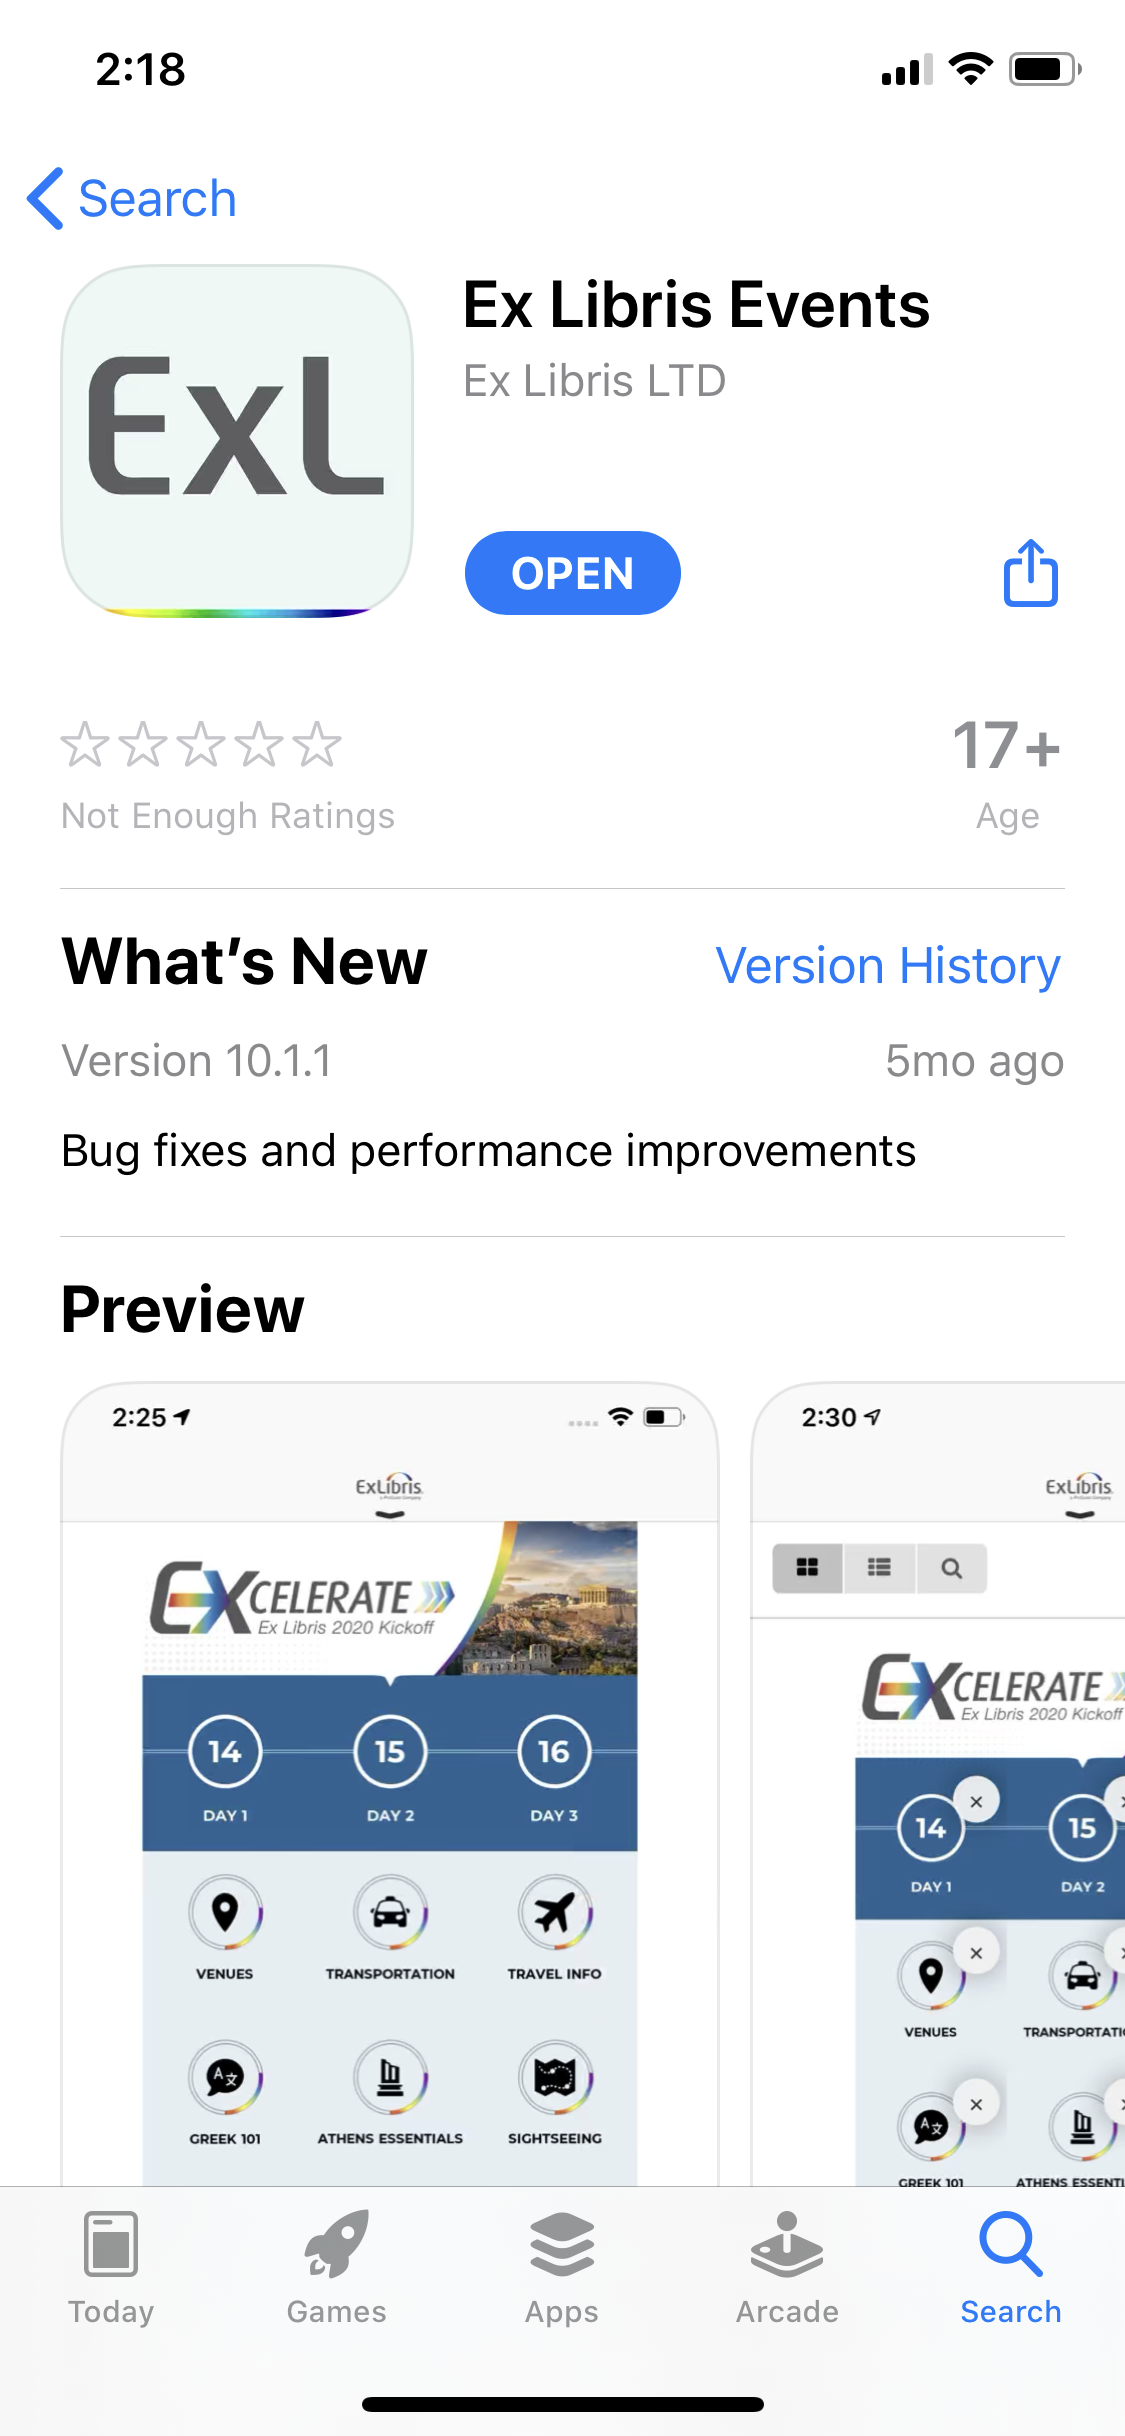 2:18
Search
ExL
Ex Libris Events
Ex Libris LTD
OPEN
17+
Not Enough Ratings
Age
What's New
Version History
Version 10.1.1
5mo ago
Bug fixes and performance improvements
Preview
2:25
ExLibris
EXCELERATE
Ex Libris 2020 Kickoff
14 15 16
DAY 1 DAY 2 DAY 3
VENUES TRANSPORTATION TRAVEL INFO
GREEK 101 ATHENS ESSENTIALS SIGHTSEEING
2:30
ExLibris
EXCELERATE
Ex Libris 2020 Kickoff
14 15
DAY 1 DAY 2
VENUES TRANSPORTATI
GREEK 101 ATHENS ESSENTI
Today Games Apps Arcade Search